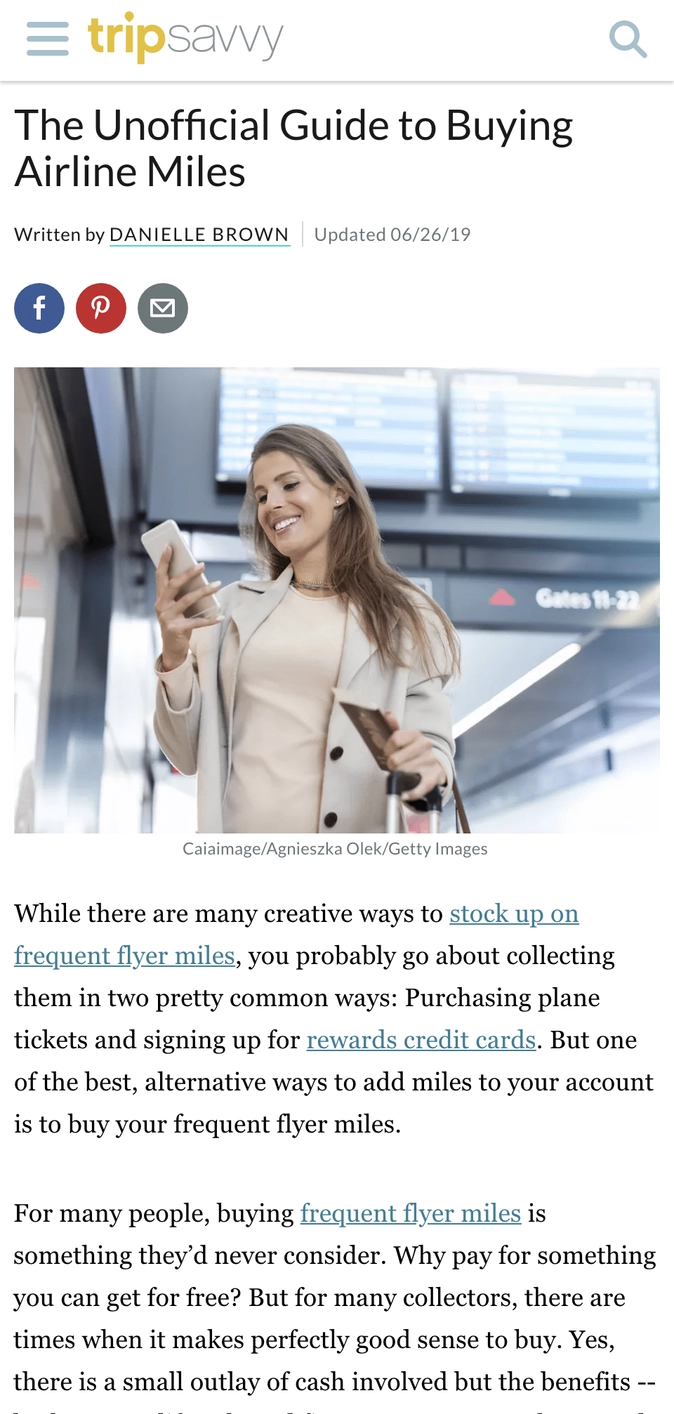 tripsavvy
The Unofficial Guide to Buying
Airline Miles
Written by DANIELLE BROWN Updated 06/26/19
Gates 11-22
Caiaimage/Agnieszka Olek/Getty Images
While there are many creative ways to stock up on
frequent flyer miles, you probably go about collecting
them in two pretty common ways: Purchasing plane
tickets and signing up for rewards credit cards. But one
of the best, alternative ways to add miles to your account
is to buy your frequent flyer miles.
For many people, buying frequent flyer miles is
something they’d never consider. Why pay for something
you can get for free? But for many collectors, there are
times when it makes perfectly good sense to buy. Yes,
there is a small outlay of cash involved but the benefits --